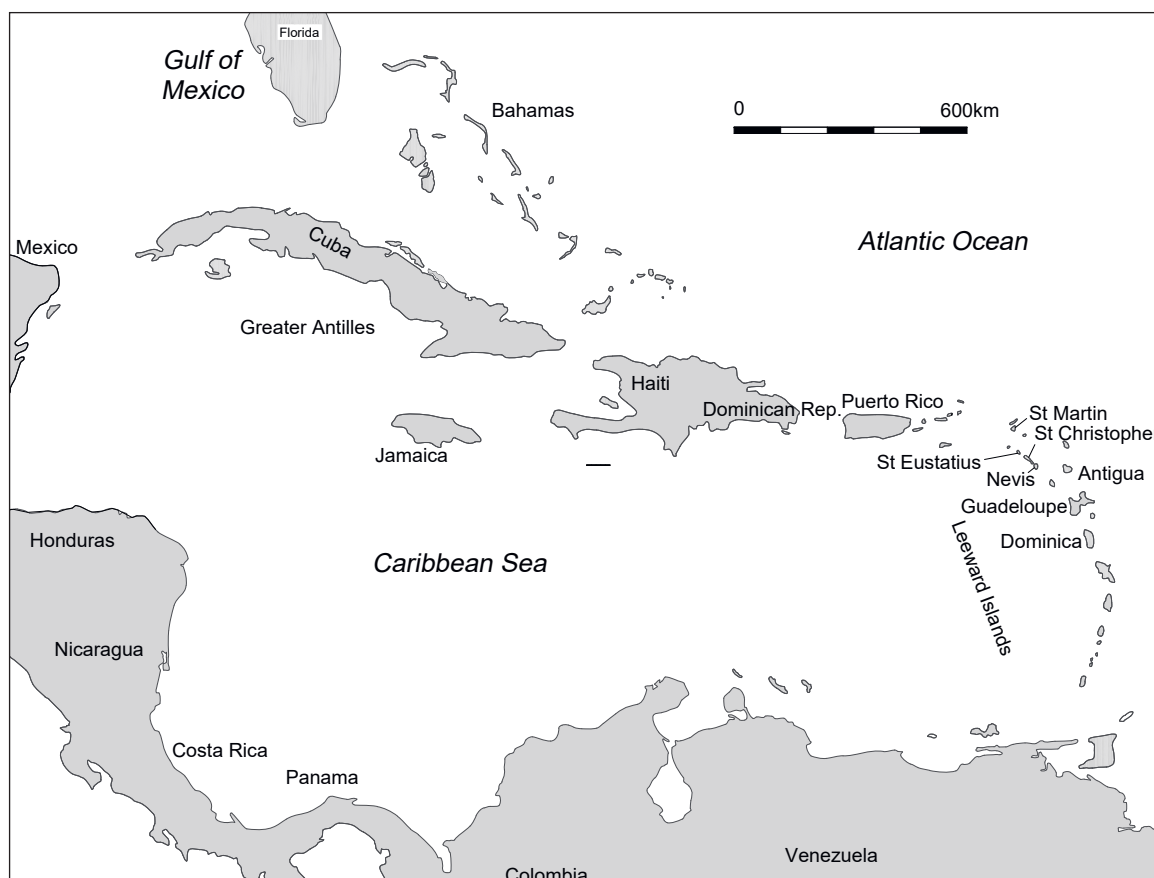 Florida
Gulf of
Mexico
Bahamas
0
600km
Mexico
Cuba
Atlantic Ocean
Greater Antilles
Haiti
Dominican Rep.
Puerto Rico
St Martin
St Christophe
Jamaica
St Eustatius
Nevis
Antigua
Guadeloupe
Honduras
Dominica
Caribbean Sea
Leeward Islands
Nicaragua
Costa Rica
Panama
Venezuela
Colombia